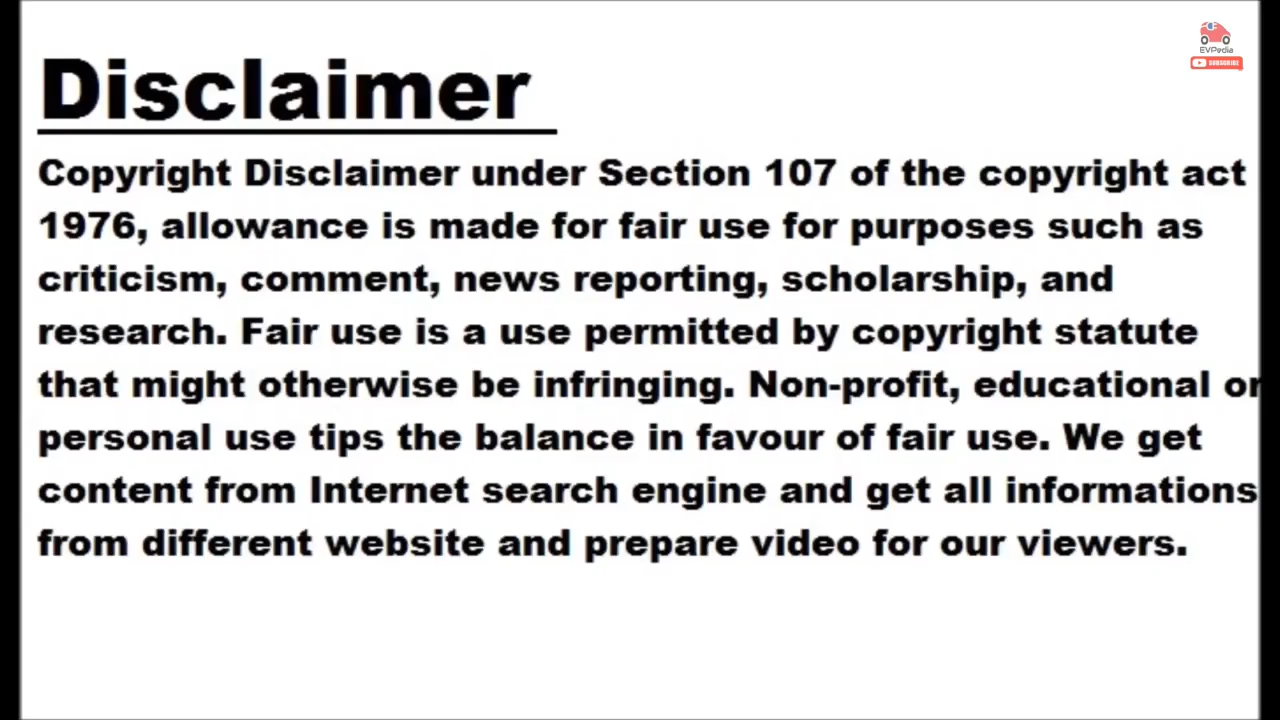 EVPedia
SUBSCRIBE
Disclaimer
Copyright Disclaimer under Section 107 of the copyright act
1976, allowance is made for fair use for purposes such as
criticism, comment, news reporting, scholarship, and
research. Fair use is a use permitted by copyright statute
that might otherwise be infringing. Non-profit, educational or
personal use tips the balance in favour of fair use. We get
content from Internet search engine and get all informations
from different website and prepare video for our viewers.